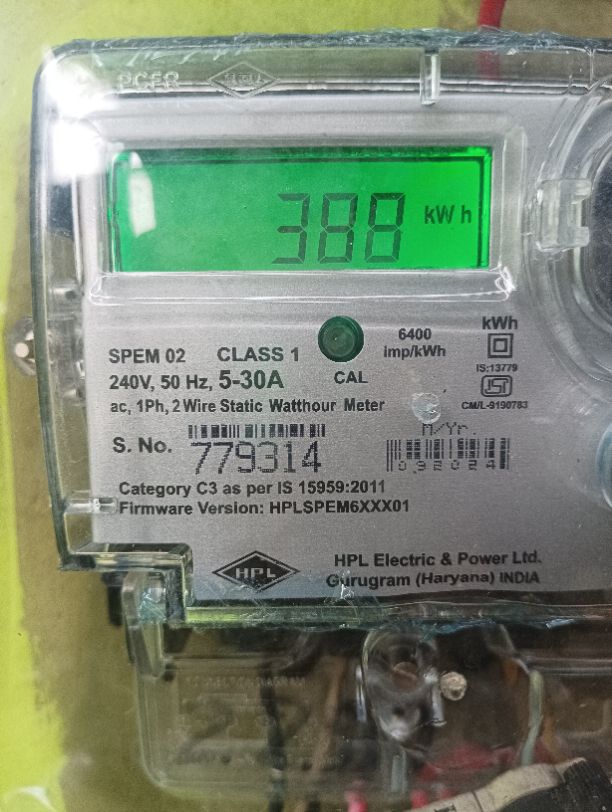 HPL
388 kWh
SPEM 02 CLASS 1
240V, 50 Hz, 5-30A
ac, 1Ph, 2 Wire Static Watthour Meter
CAL
6400
imp/kWh
kWh
IS:13779
CM/L-9190783
S. No.
779314
M/Yr.
092024
Category C3 as per IS 15959:2011
Firmware Version: HPLSPEM6XXX01
HPL
HPL Electric & Power Ltd.
Gurugram (Haryana) INDIA